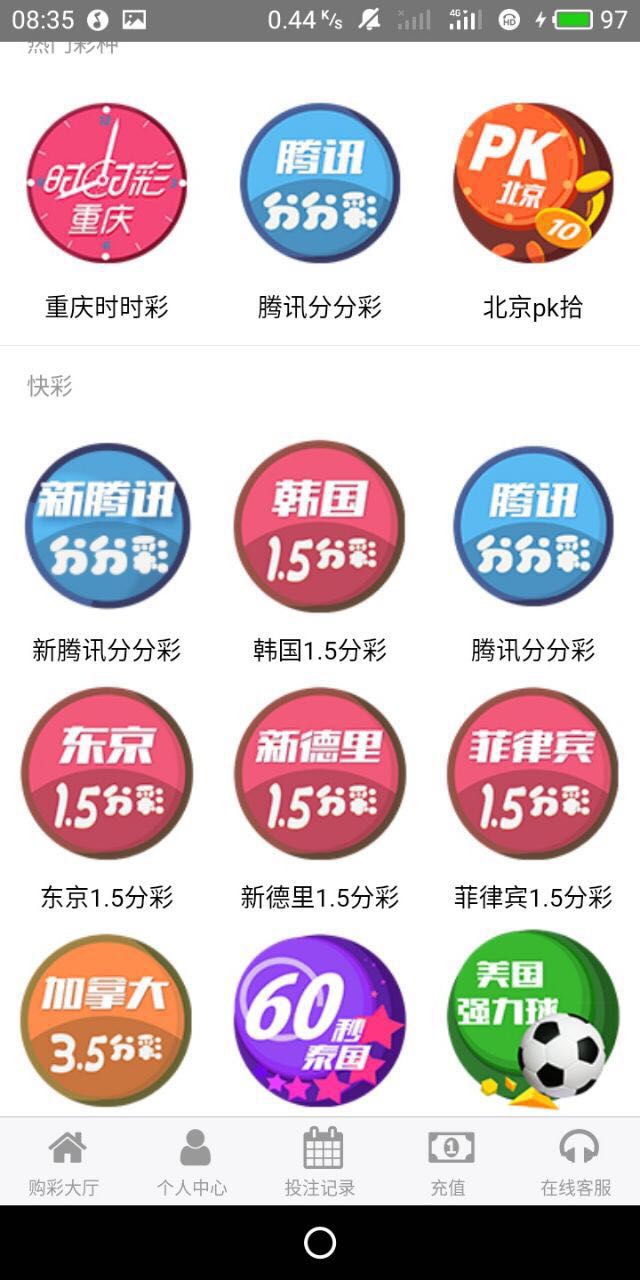 08:35
0.44 K/s
4G
HD
97
热门彩种
12
时时彩
重庆
6
腾讯
分分彩
PK
北京
10
重庆时时彩
腾讯分分彩
北京pk拾
快彩
新腾讯
分分彩
韩国
1.5分彩
腾讯
分分彩
新腾讯分分彩
韩国1.5分彩
腾讯分分彩
东京
1.5分彩
新德里
1.5分彩
菲律宾
1.5分彩
东京1.5分彩
新德里1.5分彩
菲律宾1.5分彩
加拿大
3.5分彩
60秒
泰国
美国
强力球
1
购彩大厅
个人中心
投注记录
充值
在线客服